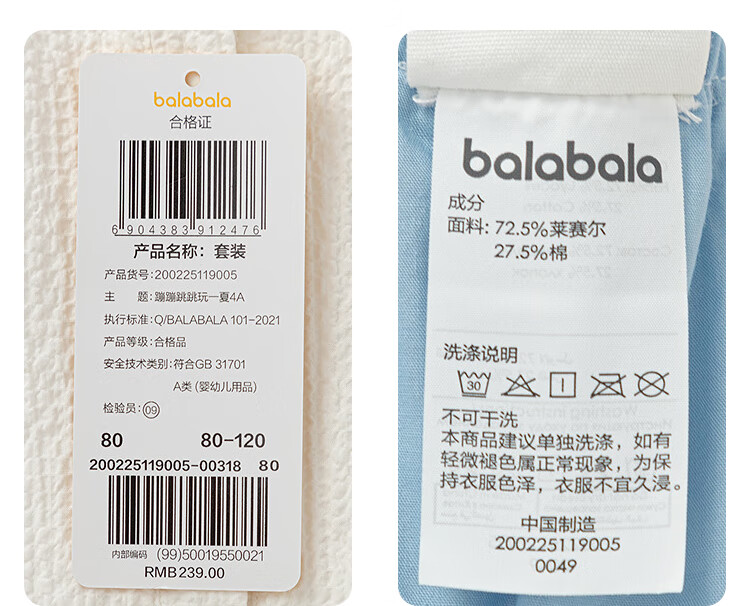 balabala
合格证
6 904383 912476
产品名称: 套装
产品货号:200225119005
主 题:蹦蹦跳跳玩一夏4A
执行标准:Q/BALABALA 101-2021
产品等级:合格品
安全技术类别:符合GB 31701
A类 (婴幼儿用品)
检验员:09
80 80-120
200225119005-00318 80
内部编码 (99)50019550021
RMB239.00
balabala
成分
面料: 72.5%莱赛尔
27.5%棉
洗涤说明
30
不可干洗
本商品建议单独洗涤，如有
轻微褪色属正常现象，为保
持衣服色泽，衣服不宜久浸。
中国制造
200225119005
0049